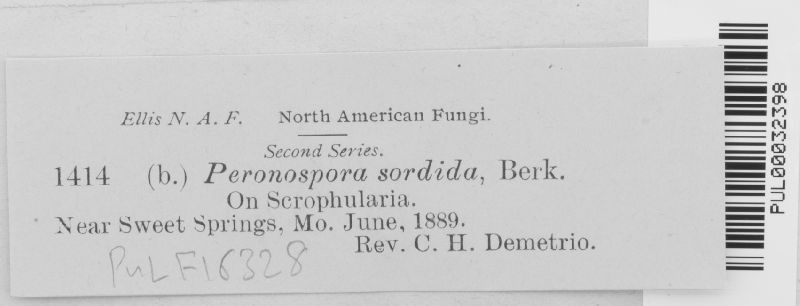 Ellis N. A. F. North American Fungi.
Second Series.
1414 (b.) Peronospora sordida, Berk.
On Scrophularia.
Near Sweet Springs, Mo. June, 1889.
Rev. C. H. Demetrio.
PuL F16328
PUL00032398